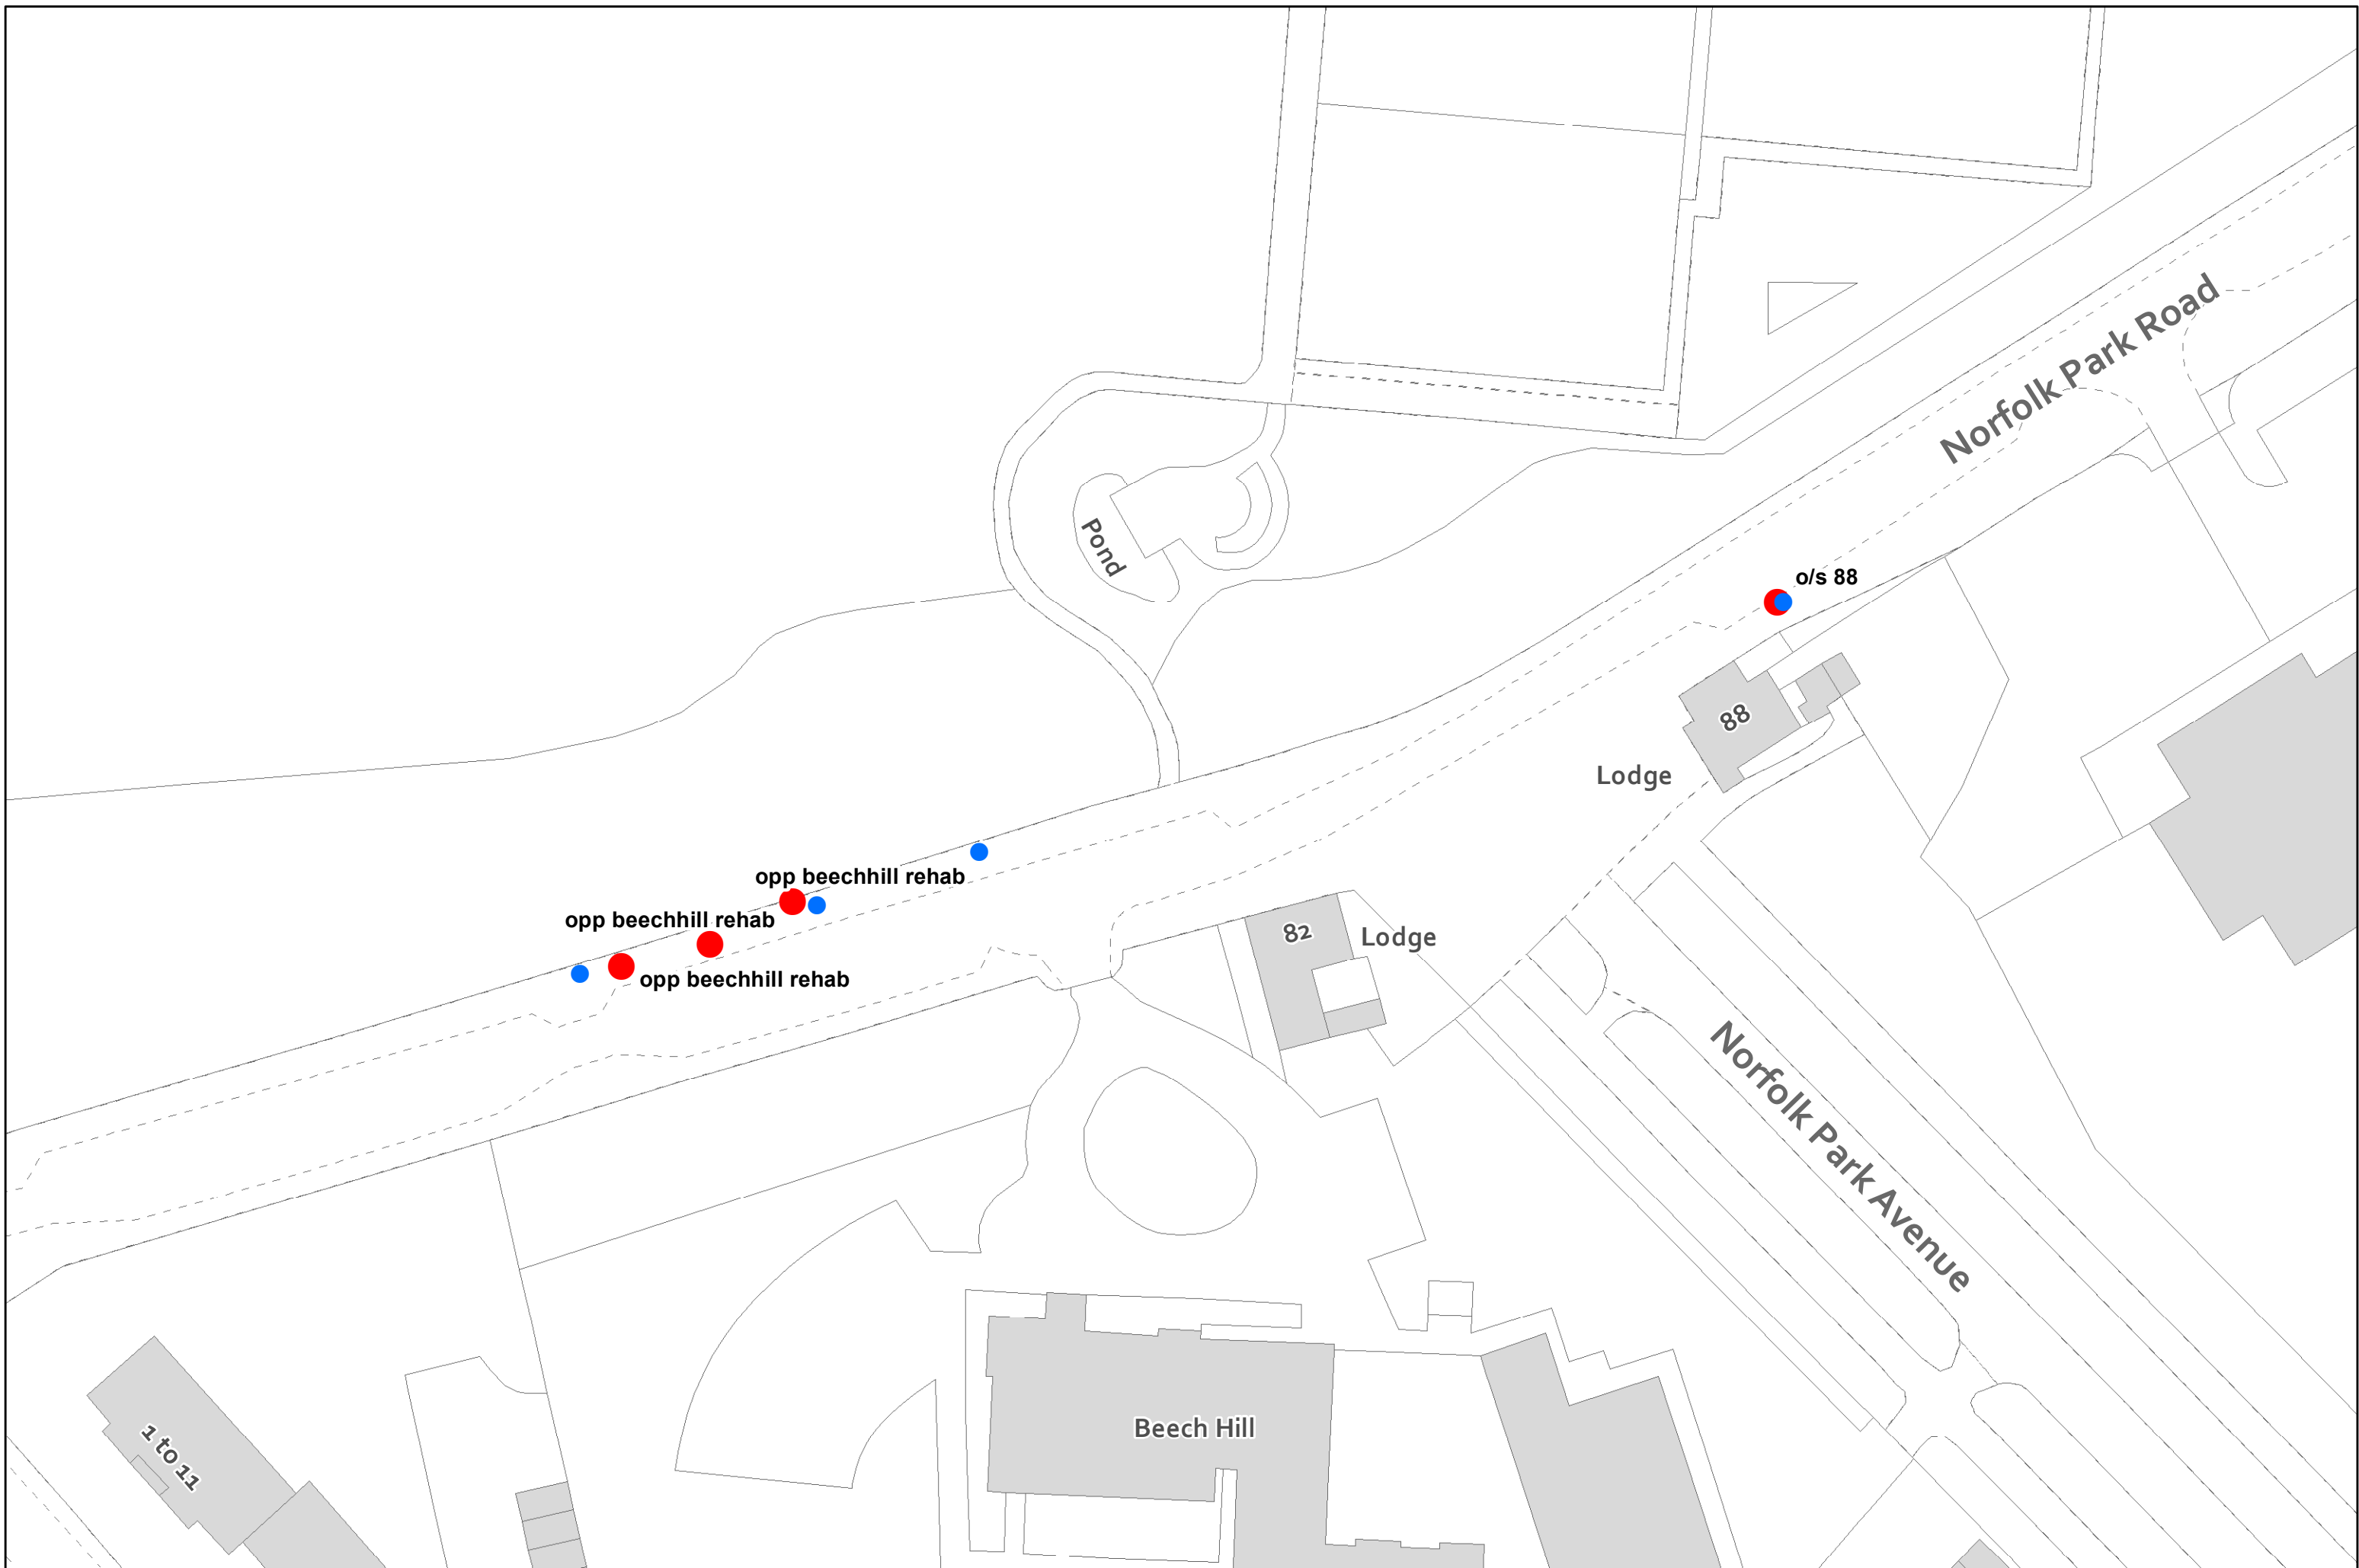 Norfolk Park Road
Pond
o/s 88
88
Lodge
opp beechhill rehab
opp beechhill rehab
82
Lodge
opp beechhill rehab
Norfolk Park Avenue
Beech Hill
1 to 11